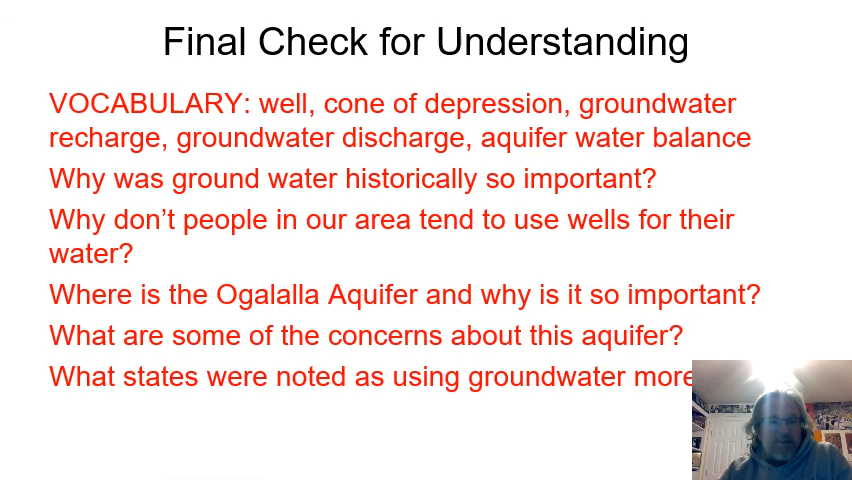 Final Check for Understanding
VOCABULARY: well, cone of depression, groundwater
recharge, groundwater discharge, aquifer water balance
Why was ground water historically so important?
Why don’t people in our area tend to use wells for their
water?
Where is the Ogalalla Aquifer and why is it so important?
What are some of the concerns about this aquifer?
What states were noted as using groundwater more